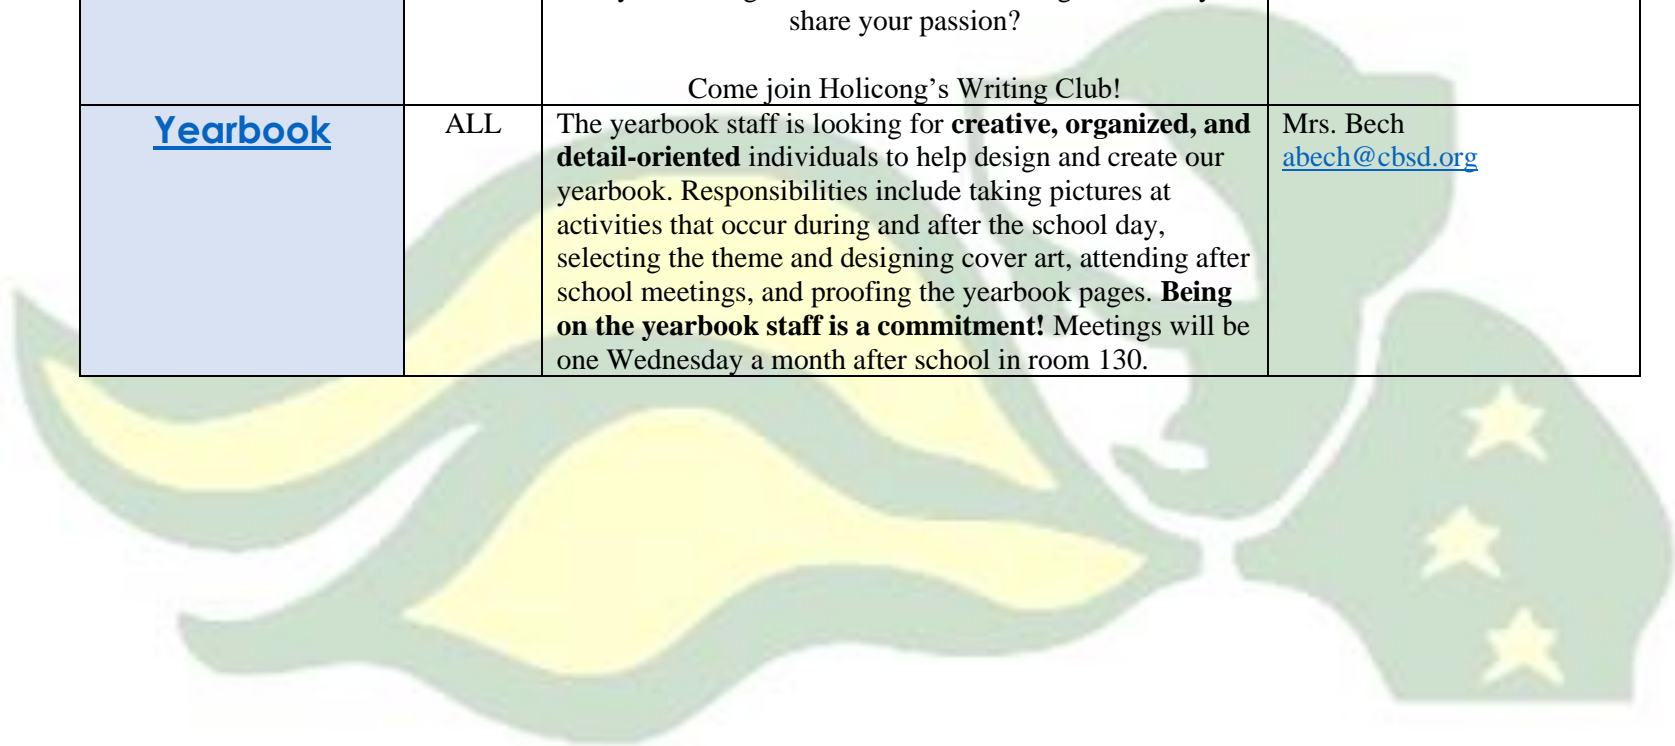 share your passion?
Come join Holicong’s Writing Club!
Yearbook
ALL
The yearbook staff is looking for creative, organized, and
detail-oriented individuals to help design and create our
yearbook. Responsibilities include taking pictures at
activities that occur during and after the school day,
selecting the theme and designing cover art, attending after
school meetings, and proofing the yearbook pages. Being
on the yearbook staff is a commitment! Meetings will be
one Wednesday a month after school in room 130.
Mrs. Bech
abech@cbsd.org